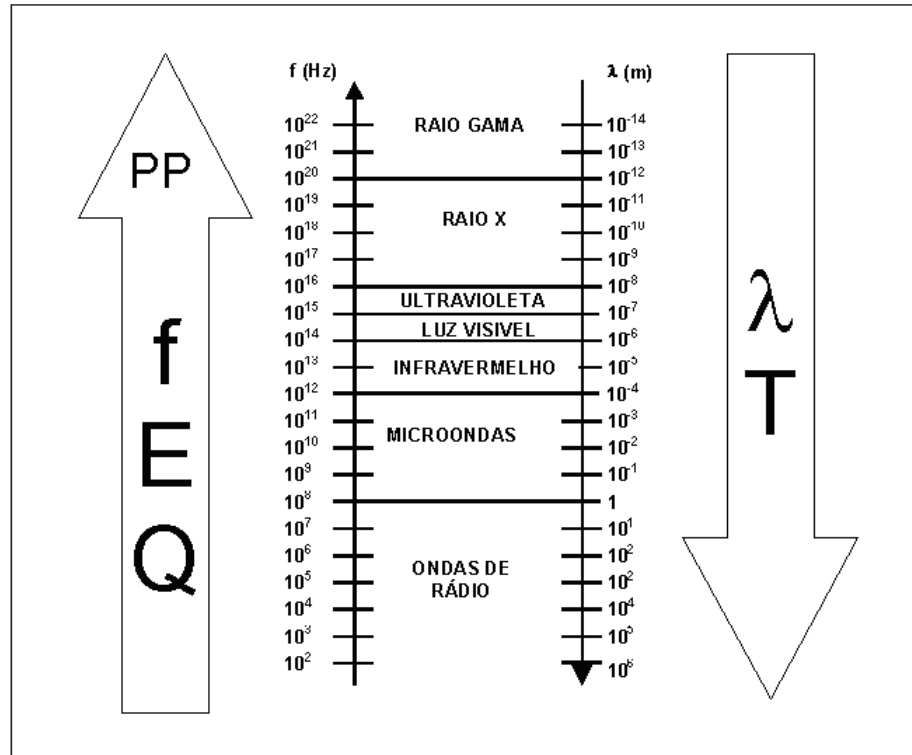 f (Hz) λ (m)
10²² RAIO GAMA 10⁻¹⁴
10²¹ 10⁻¹³
PP
10²⁰ 10⁻¹²
10¹⁹ 10⁻¹¹
RAIO X
10¹⁸ 10⁻¹⁰
10¹⁷ 10⁻⁹
10¹⁶ 10⁻⁸
ULTRAVIOLETA
10¹⁵ 10⁻⁷
LUZ VISIVEL
10¹⁴ 10⁻⁶
10¹³ INFRAVERMELHO 10⁻⁵
10¹² 10⁻⁴
10¹¹ 10⁻³
MICROONDAS
10¹⁰ 10⁻²
10⁹ 10⁻¹
10⁸ 1
10⁷ 10¹
10⁶ 10²
ONDAS DE
10⁵ 10²
RÁDIO
10⁴ 10⁴
10³ 10⁵
10² 10⁶
f
E
Q
λ
T